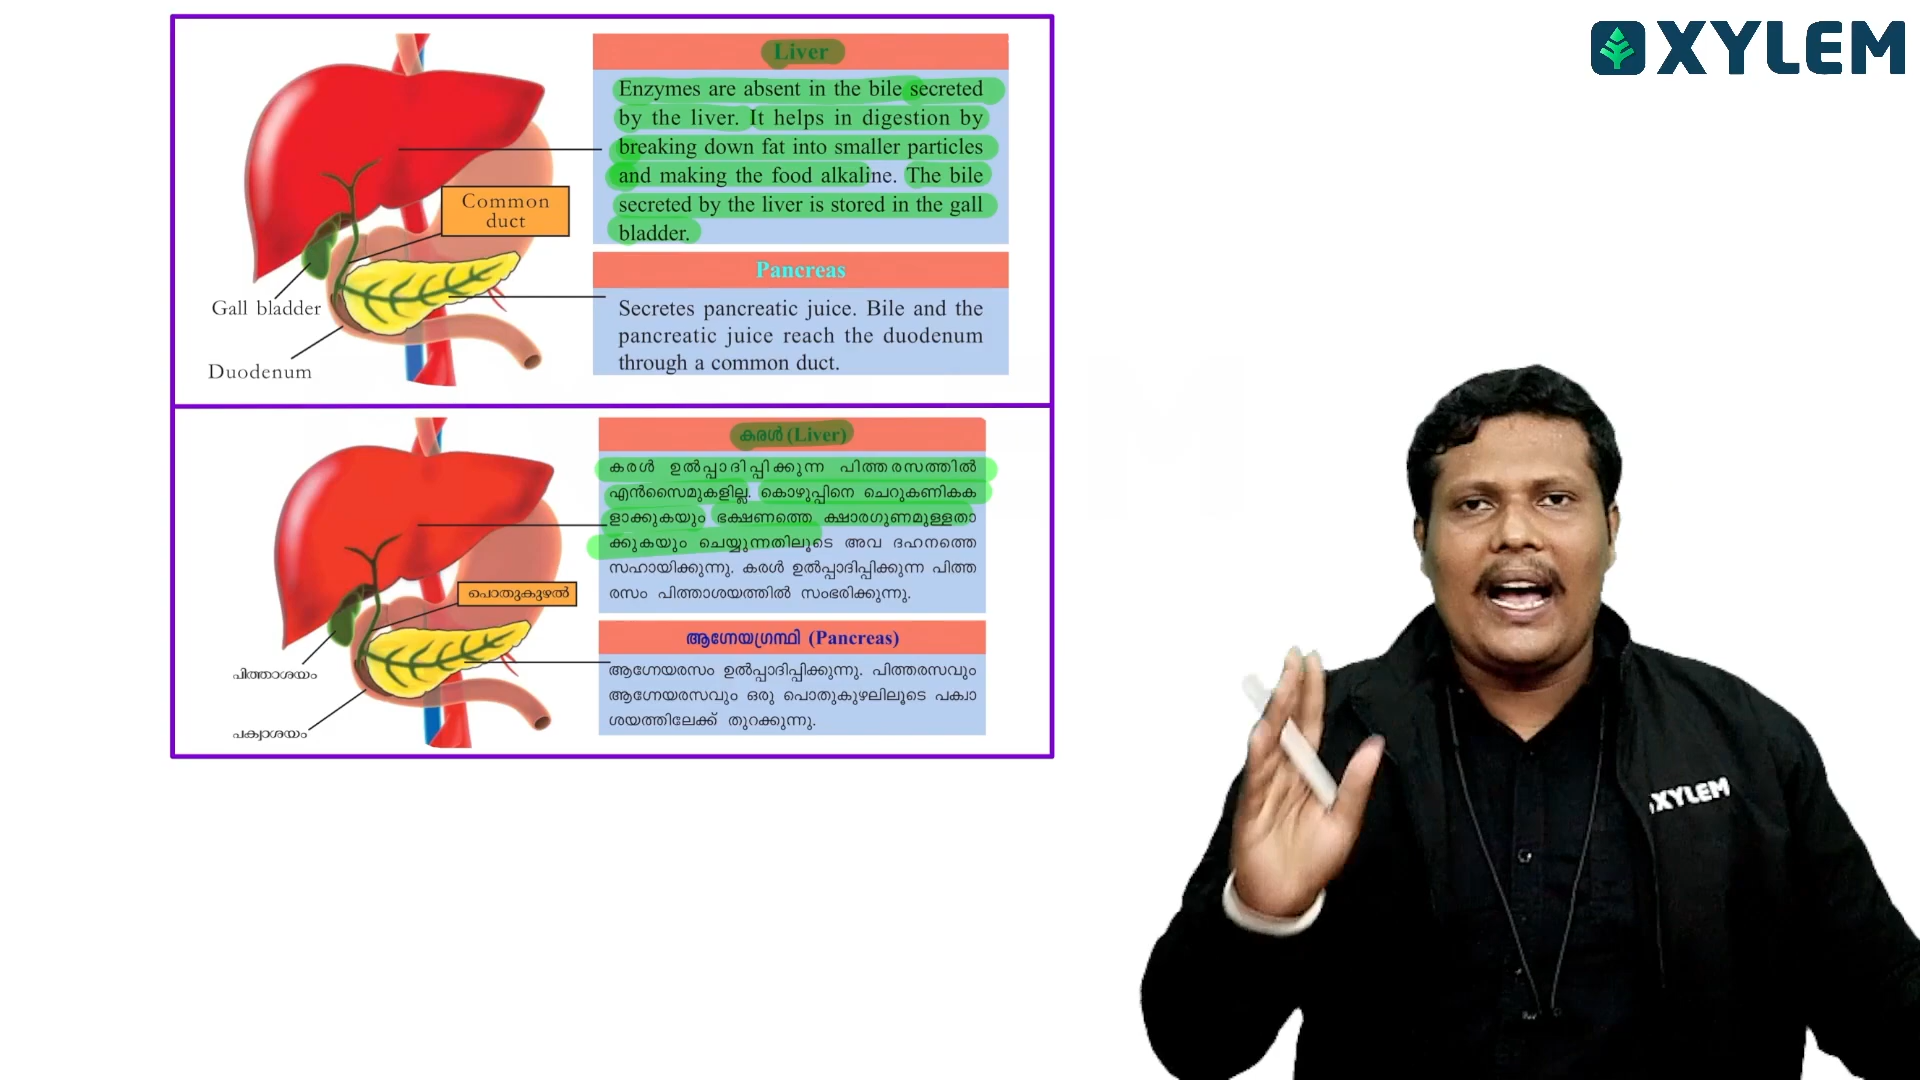 XYLEM
Liver
Enzymes are absent in the bile secreted
by the liver. It helps in digestion by
breaking down fat into smaller particles
and making the food alkaline. The bile
secreted by the liver is stored in the gall
bladder.
Common
duct
Pancreas
Secretes pancreatic juice. Bile and the
pancreatic juice reach the duodenum
through a common duct.
Gall bladder
Duodenum
കരൾ (Liver)
കരൾ ഉൽപ്പാദിപ്പിക്കുന്ന പിത്തരസത്തിൽ
എൻസൈമുകളില്ല. കൊഴുപ്പിനെ ചെറുകണികക
ളാക്കുകയും ഭക്ഷണത്തെ ക്ഷാരഗുണമുള്ളതാ
ക്കുകയും ചെയ്യുന്നതിലൂടെ അവ ദഹനത്തെ
സഹായിക്കുന്നു. കരൾ ഉൽപ്പാദിപ്പിക്കുന്ന പിത്ത
രസം പിത്താശയത്തിൽ സംഭരിക്കുന്നു.
പൊതുകുഴൽ
ആഗ്നേയഗ്രന്ഥി (Pancreas)
ആഗ്നേയരസം ഉൽപ്പാദിപ്പിക്കുന്നു. പിത്തരസവും
ആഗ്നേയരസവും ഒരു പൊതുകുഴലിലൂടെ പക്വാ
ശയത്തിലേക്ക് തുറക്കുന്നു.
പിത്താശയം
പക്വാശയം
XYLEM